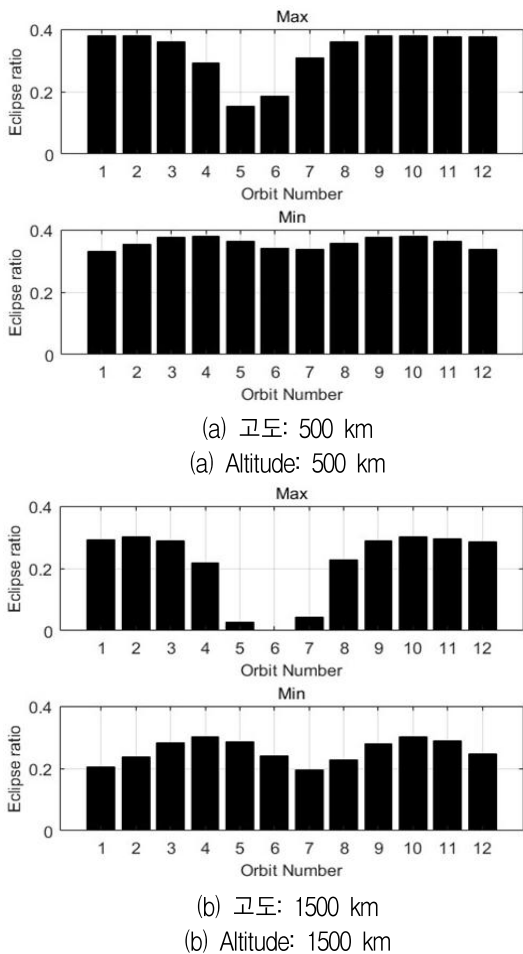 Max
Eclipse ratio
0.4
0.2
0
1 2 3 4 5 6 7 8 9 10 11 12
Orbit Number
Min
Eclipse ratio
0.4
0.2
0
1 2 3 4 5 6 7 8 9 10 11 12
Orbit Number
(a) 고도: 500 km
(a) Altitude: 500 km
Max
Eclipse ratio
0.4
0.2
0
1 2 3 4 5 6 7 8 9 10 11 12
Orbit Number
Min
Eclipse ratio
0.4
0.2
0
1 2 3 4 5 6 7 8 9 10 11 12
Orbit Number
(b) 고도: 1500 km
(b) Altitude: 1500 km